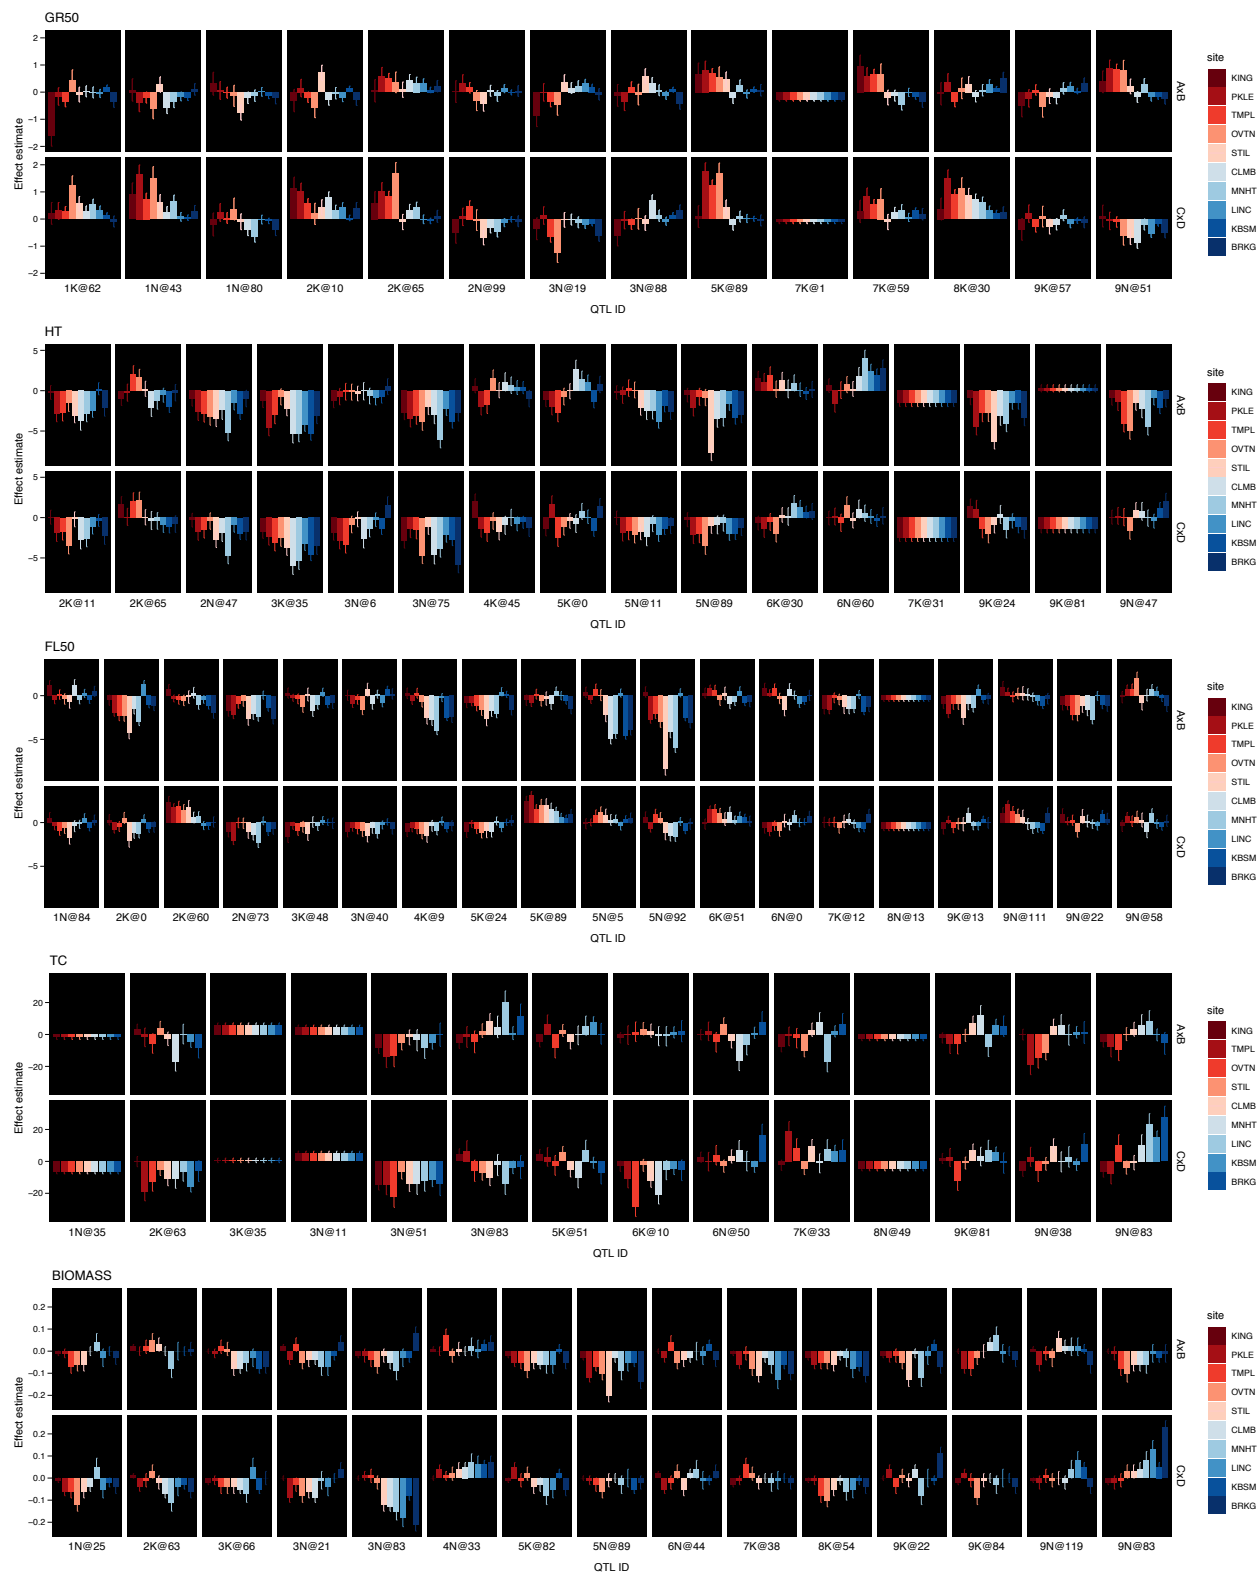 GR50
Effect estimate
2
1
0
−1
−2
AxB
2
1
0
−1
−2
CxD
1K@62 1N@43 1N@80 2K@10 2K@65 2N@99 3N@19 3N@88 5K@89 7K@1 7K@59 8K@30 9K@57 9N@51
QTL ID
site
KING
PKLE
TMPL
OVTN
STIL
CLMB
MNHT
LINC
KBSM
BRKG
HT
Effect estimate
5
0
−5
AxB
5
0
−5
CxD
2K@11 2K@65 2N@47 3K@35 3N@6 3N@75 4K@45 5K@0 5N@11 5N@89 6K@30 6N@60 7K@31 9K@24 9K@81 9N@47
QTL ID
site
KING
PKLE
TMPL
OVTN
STIL
CLMB
MNHT
LINC
KBSM
BRKG
FL50
Effect estimate
0
−5
AxB
0
−5
CxD
1N@84 2K@0 2K@60 2N@73 3K@48 3N@40 4K@9 5K@24 5K@89 5N@5 5N@92 6K@51 6N@0 7K@12 8N@13 9K@13 9N@111 9N@22 9N@58
QTL ID
site
KING
PKLE
TMPL
OVTN
STIL
CLMB
MNHT
LINC
KBSM
BRKG
TC
Effect estimate
20
0
−20
AxB
20
0
−20
CxD
1N@35 2K@63 3K@35 3N@11 3N@51 3N@83 5K@51 6K@10 6N@50 7K@33 8N@49 9K@81 9N@38 9N@83
QTL ID
site
KING
TMPL
OVTN
STIL
CLMB
MNHT
LINC
KBSM
BRKG
BIOMASS
Effect estimate
0.2
0.1
0.0
−0.1
−0.2
AxB
0.2
0.1
0.0
−0.1
−0.2
CxD
1N@25 2K@63 3K@66 3N@21 3N@83 4N@33 5K@82 5N@89 6N@44 7K@38 8K@54 9K@22 9K@84 9N@119 9N@83
QTL ID
site
KING
PKLE
TMPL
OVTN
STIL
CLMB
MNHT
LINC
KBSM
BRKG